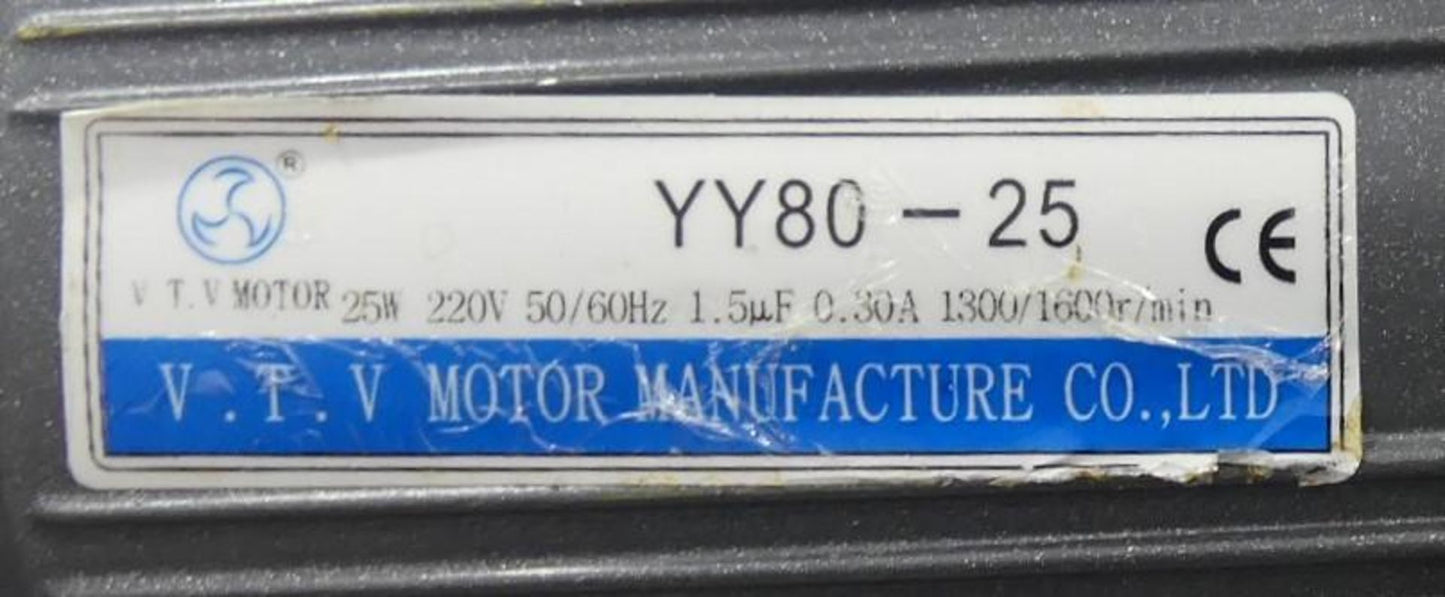 ®
YY80-25
CE
V.T.V MOTOR 25W 220V 50/60Hz 1.5μF 0.30A 1300/1600r/min
V.T.V MOTOR MANUFACTURE CO.,LTD